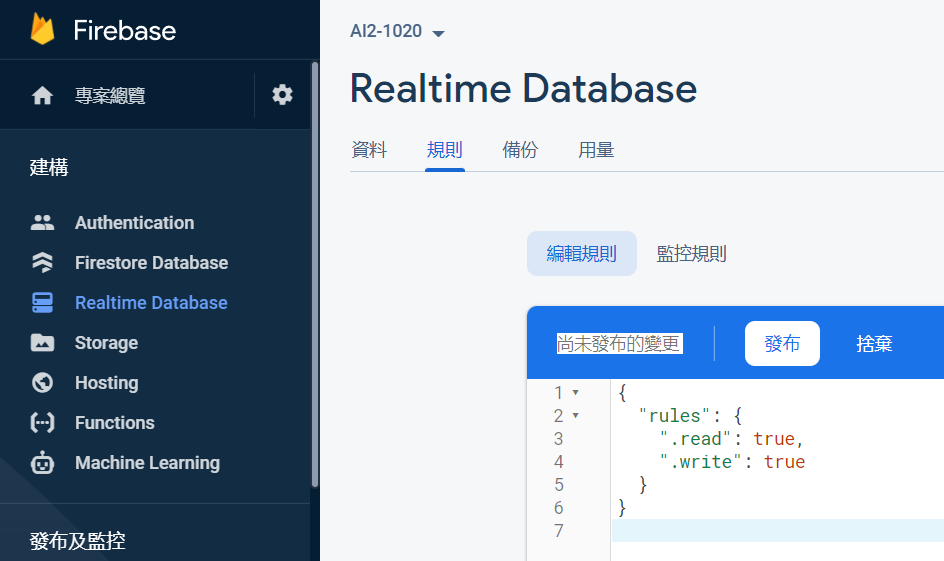 Firebase
專案總覽
建構
Authentication
Firestore Database
Realtime Database
Storage
Hosting
Functions
Machine Learning
發布及監控
AI2-1020
Realtime Database
資料 規則 備份 用量
編輯規則 監控規則
尚未發布的變更 發布 捨棄
1 {
2 "rules": {
3 ".read": true,
4 ".write": true
5 }
6 }
7